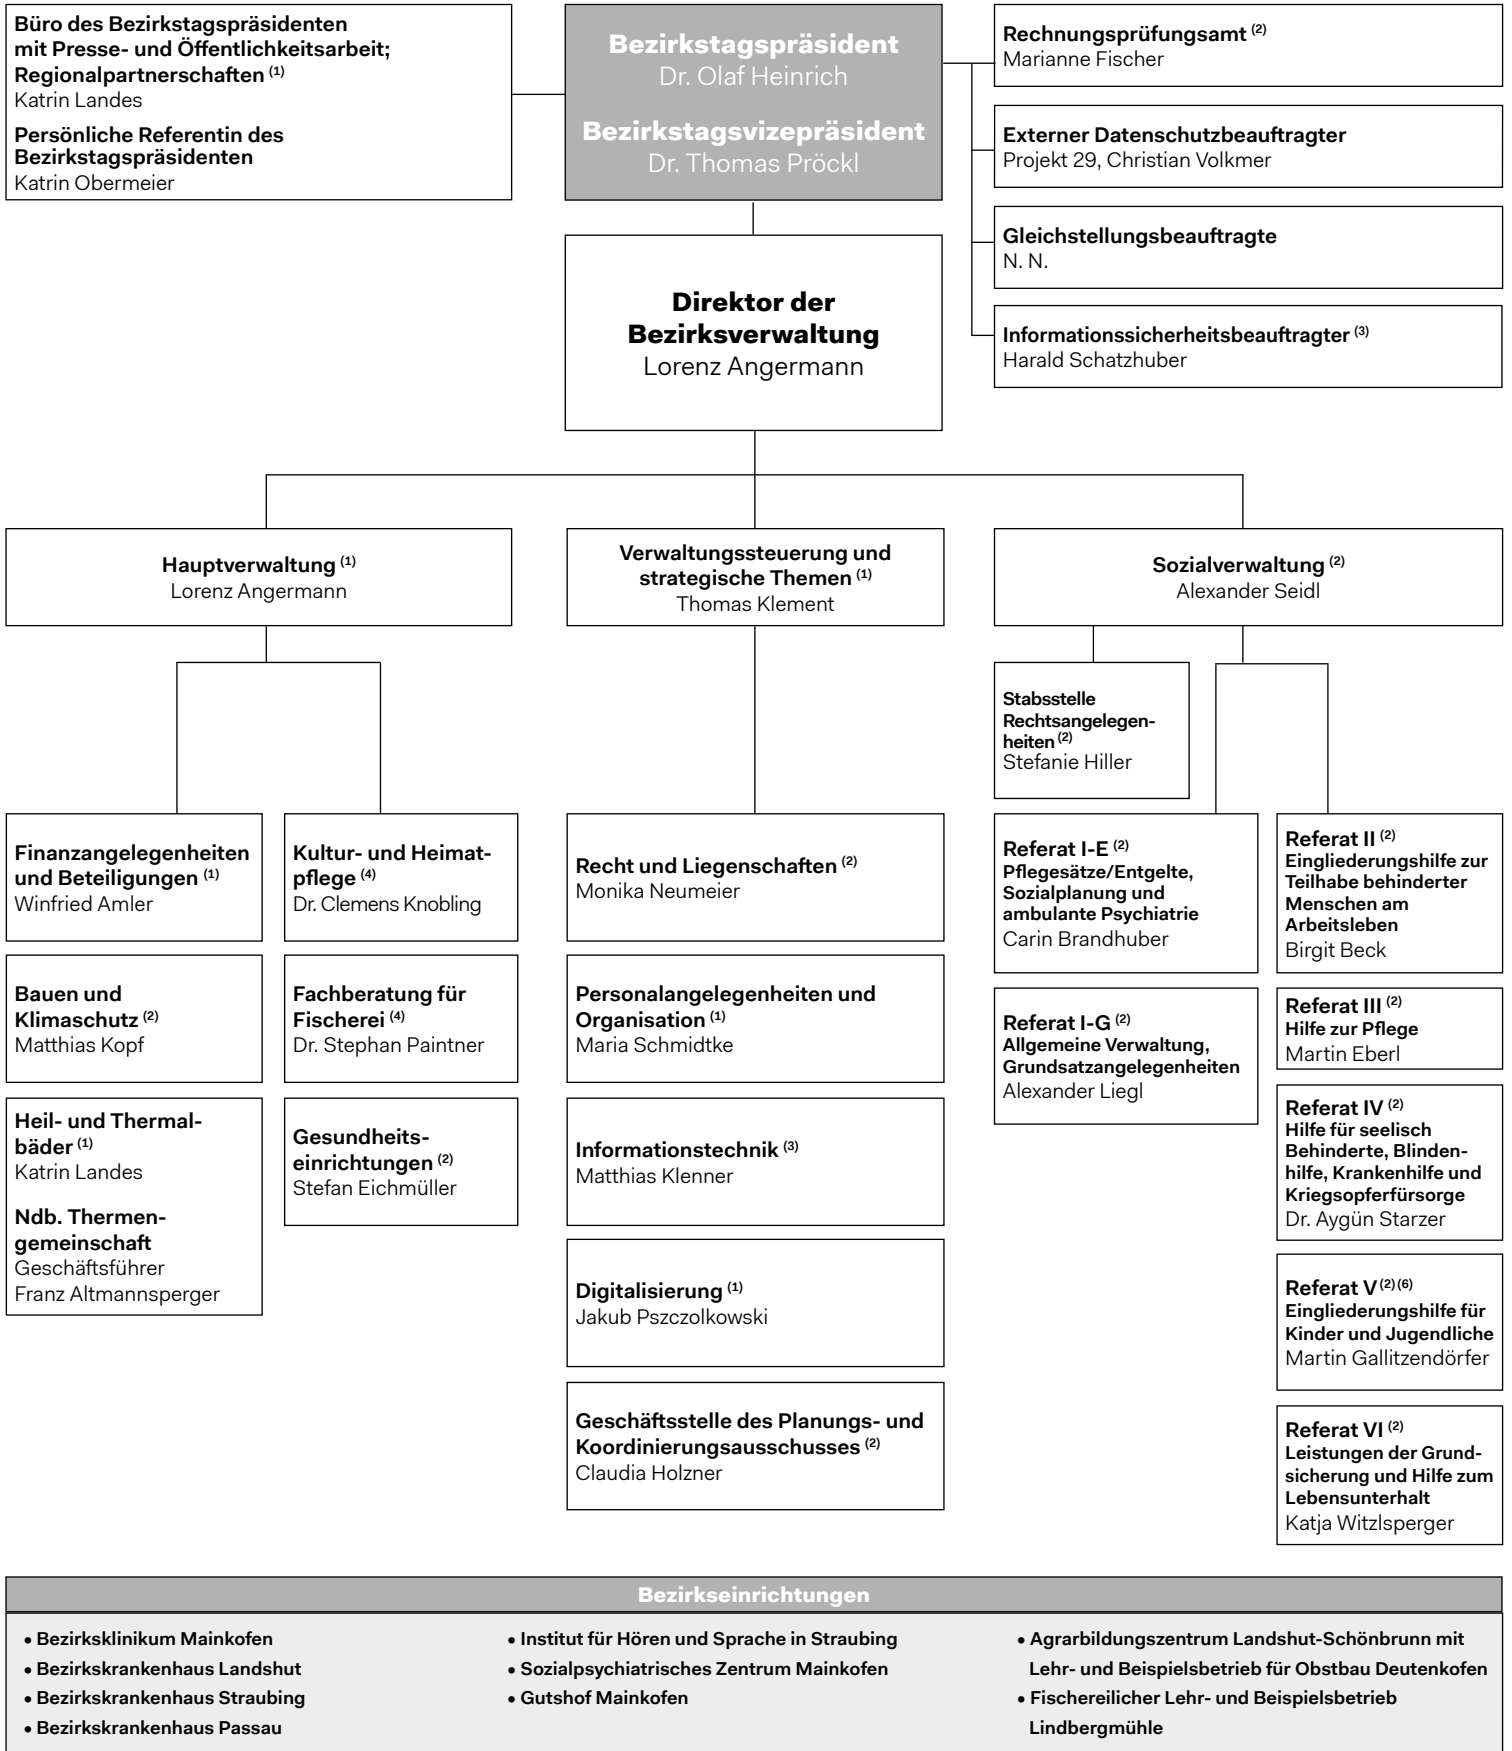 Büro des Bezirkstagspräsidenten
mit Presse- und Öffentlichkeitsarbeit;
Regionalpartnerschaften (1)
Katrin Landes
Persönliche Referentin des
Bezirkstagspräsidenten
Katrin Obermeier
Bezirkstagspräsident
Dr. Olaf Heinrich
Bezirkstagsvizepräsident
Dr. Thomas Pröckl
Rechnungsprüfungsamt (2)
Marianne Fischer
Externer Datenschutzbeauftragter
Projekt 29, Christian Volkmer
Gleichstellungsbeauftragte
N. N.
Informationssicherheitsbeauftragter (3)
Harald Schatzhuber
Direktor der
Bezirksverwaltung
Lorenz Angermann
Hauptverwaltung (1)
Lorenz Angermann
Verwaltungssteuerung und
strategische Themen (1)
Thomas Klement
Sozialverwaltung (2)
Alexander Seidl
Stabsstelle
Rechtsangelegen-
heiten (2)
Stefanie Hiller
Finanzangelegenheiten
und Beteiligungen (1)
Winfried Amler
Bauen und
Klimaschutz (2)
Matthias Kopf
Heil- und Thermal-
bäder (1)
Katrin Landes
Ndb. Thermen-
gemeinschaft
Geschäftsführer
Franz Altmannsperger
Kultur- und Heimat-
pflege (4)
Dr. Clemens Knobling
Fachberatung für
Fischerei (4)
Dr. Stephan Paintner
Gesundheits-
einrichtungen (2)
Stefan Eichmüller
Recht und Liegenschaften (2)
Monika Neumeier
Personalangelegenheiten und
Organisation (1)
Maria Schmidtke
Informationstechnik (3)
Matthias Klenner
Digitalisierung (1)
Jakub Pszczolkowski
Geschäftsstelle des Planungs- und
Koordinierungsausschusses (2)
Claudia Holzner
Referat I-E (2)
Pflegesätze/Entgelte,
Sozialplanung und
ambulante Psychiatrie
Carin Brandhuber
Referat I-G (2)
Allgemeine Verwaltung,
Grundsatzangelegenheiten
Alexander Liegl
Referat II (2)
Eingliederungshilfe zur
Teilhabe behinderter
Menschen am
Arbeitsleben
Birgit Beck
Referat III (2)
Hilfe zur Pflege
Martin Eberl
Referat IV (2)
Hilfe für seelisch
Behinderte, Blinden-
hilfe, Krankenhilfe und
Kriegsopferfürsorge
Dr. Aygün Starzer
Referat V (2) (6)
Eingliederungshilfe für
Kinder und Jugendliche
Martin Gallitzendörfer
Referat VI (2)
Leistungen der Grund-
sicherung und Hilfe zum
Lebensunterhalt
Katja Witzlsperger
Bezirkseinrichtungen
• Bezirksklinikum Mainkofen
• Bezirkskrankenhaus Landshut
• Bezirkskrankenhaus Straubing
• Bezirkskrankenhaus Passau
• Institut für Hören und Sprache in Straubing
• Sozialpsychiatrisches Zentrum Mainkofen
• Gutshof Mainkofen
• Agrarbildungszentrum Landshut-Schönbrunn mit
Lehr- und Beispielsbetrieb für Obstbau Deutenkofen
• Fischereilicher Lehr- und Beispielsbetrieb
Lindbergmühle